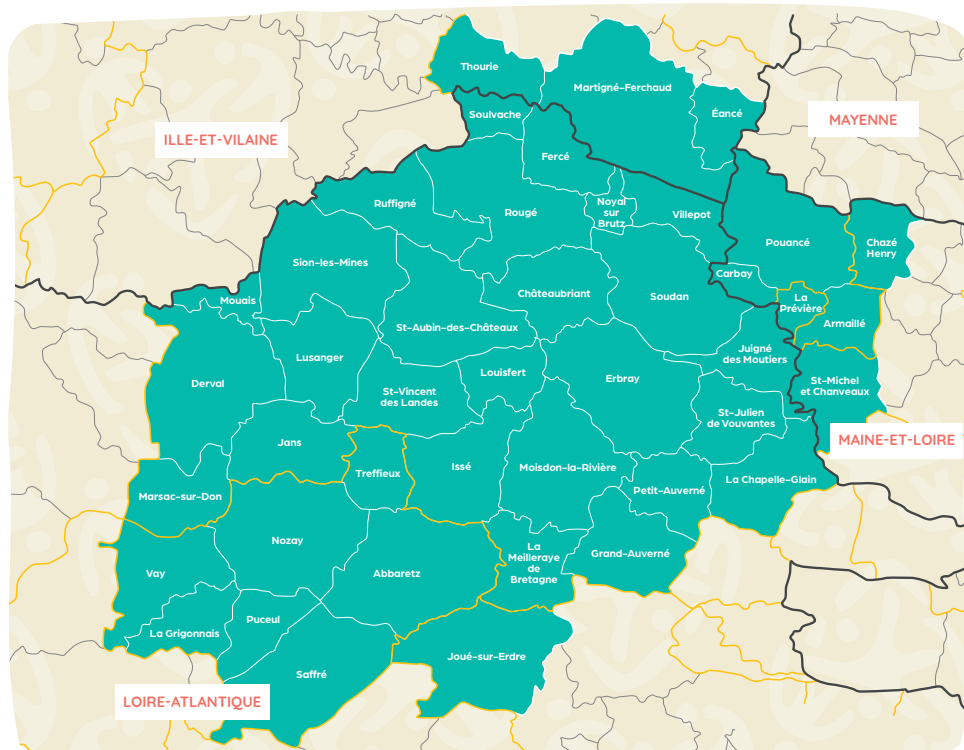 Thourie
Martigné-Ferchaud
Éancé
Soulvache
MAYENNE
ILLE-ET-VILAINE
Fercé
Ruffigné
Rougé
Noyal
sur
Brutz
Villepot
Pouancé
Chazé
Henry
Sion-les-Mines
Carbay
Mouais
Châteaubriant
Soudan
La
Prévière
Armaillé
St-Aubin-des-Châteaux
Lusanger
Juigné
des Moutiers
Derval
Louisfert
Erbray
St-Michel
et Chanveaux
St-Vincent
des Landes
St-Julien
de Vouvantes
MAINE-ET-LOIRE
Jans
Treffieux
Issé
Moisdon-la-Rivière
La Chapelle-Glain
Marsac-sur-Don
Petit-Auverné
Nozay
La
Meilleraye
de
Bretagne
Grand-Auverné
Vay
Abbaretz
Puceul
La Grigonnais
Joué-sur-Erdre
Saffré
LOIRE-ATLANTIQUE